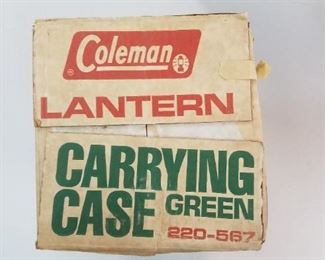 Coleman
LANTERN
CARRYING
CASE GREEN
220-567